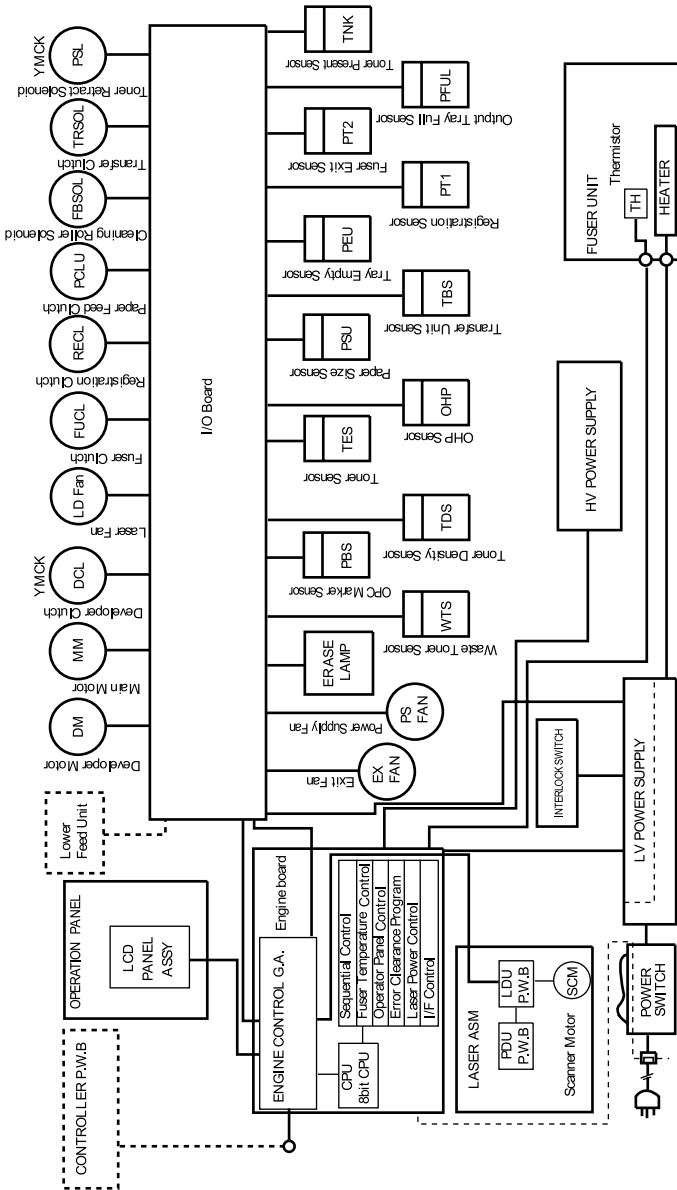 CONTROLLER P.W.B
OPERATION PANEL
LCD
PANEL
ASSY
Lower
Feed Unit
DM
Developer Motor
MM
Main Motor
YMCK
DCL
Developer Clutch
LD Fan
Laser Fan
FUCL
Fuser Clutch
RECL
Registration Clutch
PCLU
Paper Feed Clutch
FBSOL
Cleaning Roller Solenoid
TRSOL
Transfer Clutch
YMCK
PSL
Toner Retract Solenoid
I/O Board
ENGINE CONTROL G.A.
Engine board
CPU
8bit CPU
Sequential Control
Fuser Temperature Control
Operator Panel Control
Error Clearance Program
Laser Power Control
I/F Control
EX
FAN
Exit Fan
PS
FAN
Power Supply Fan
ERASE
LAMP
WTS
Waste Toner Sensor
PBS
OPC Marker Sensor
TDS
Toner Density Sensor
TES
Toner Sensor
OHP
OHP Sensor
PSU
Paper Size Sensor
TBS
Transfer Unit Sensor
PEU
Tray Empty Sensor
PT1
Registration Sensor
PT2
Fuser Exit Sensor
PFUL
Output Tray Full Sensor
TNK
Toner Present Sensor
LASER ASM
PDU
P.W.B
LDU
P.W.B
SCM
Scanner Motor
POWER
SWITCH
LV POWER SUPPLY
INTERLOCK SWITCH
HV POWER SUPPLY
FUSER UNIT
Thermistor
TH
HEATER